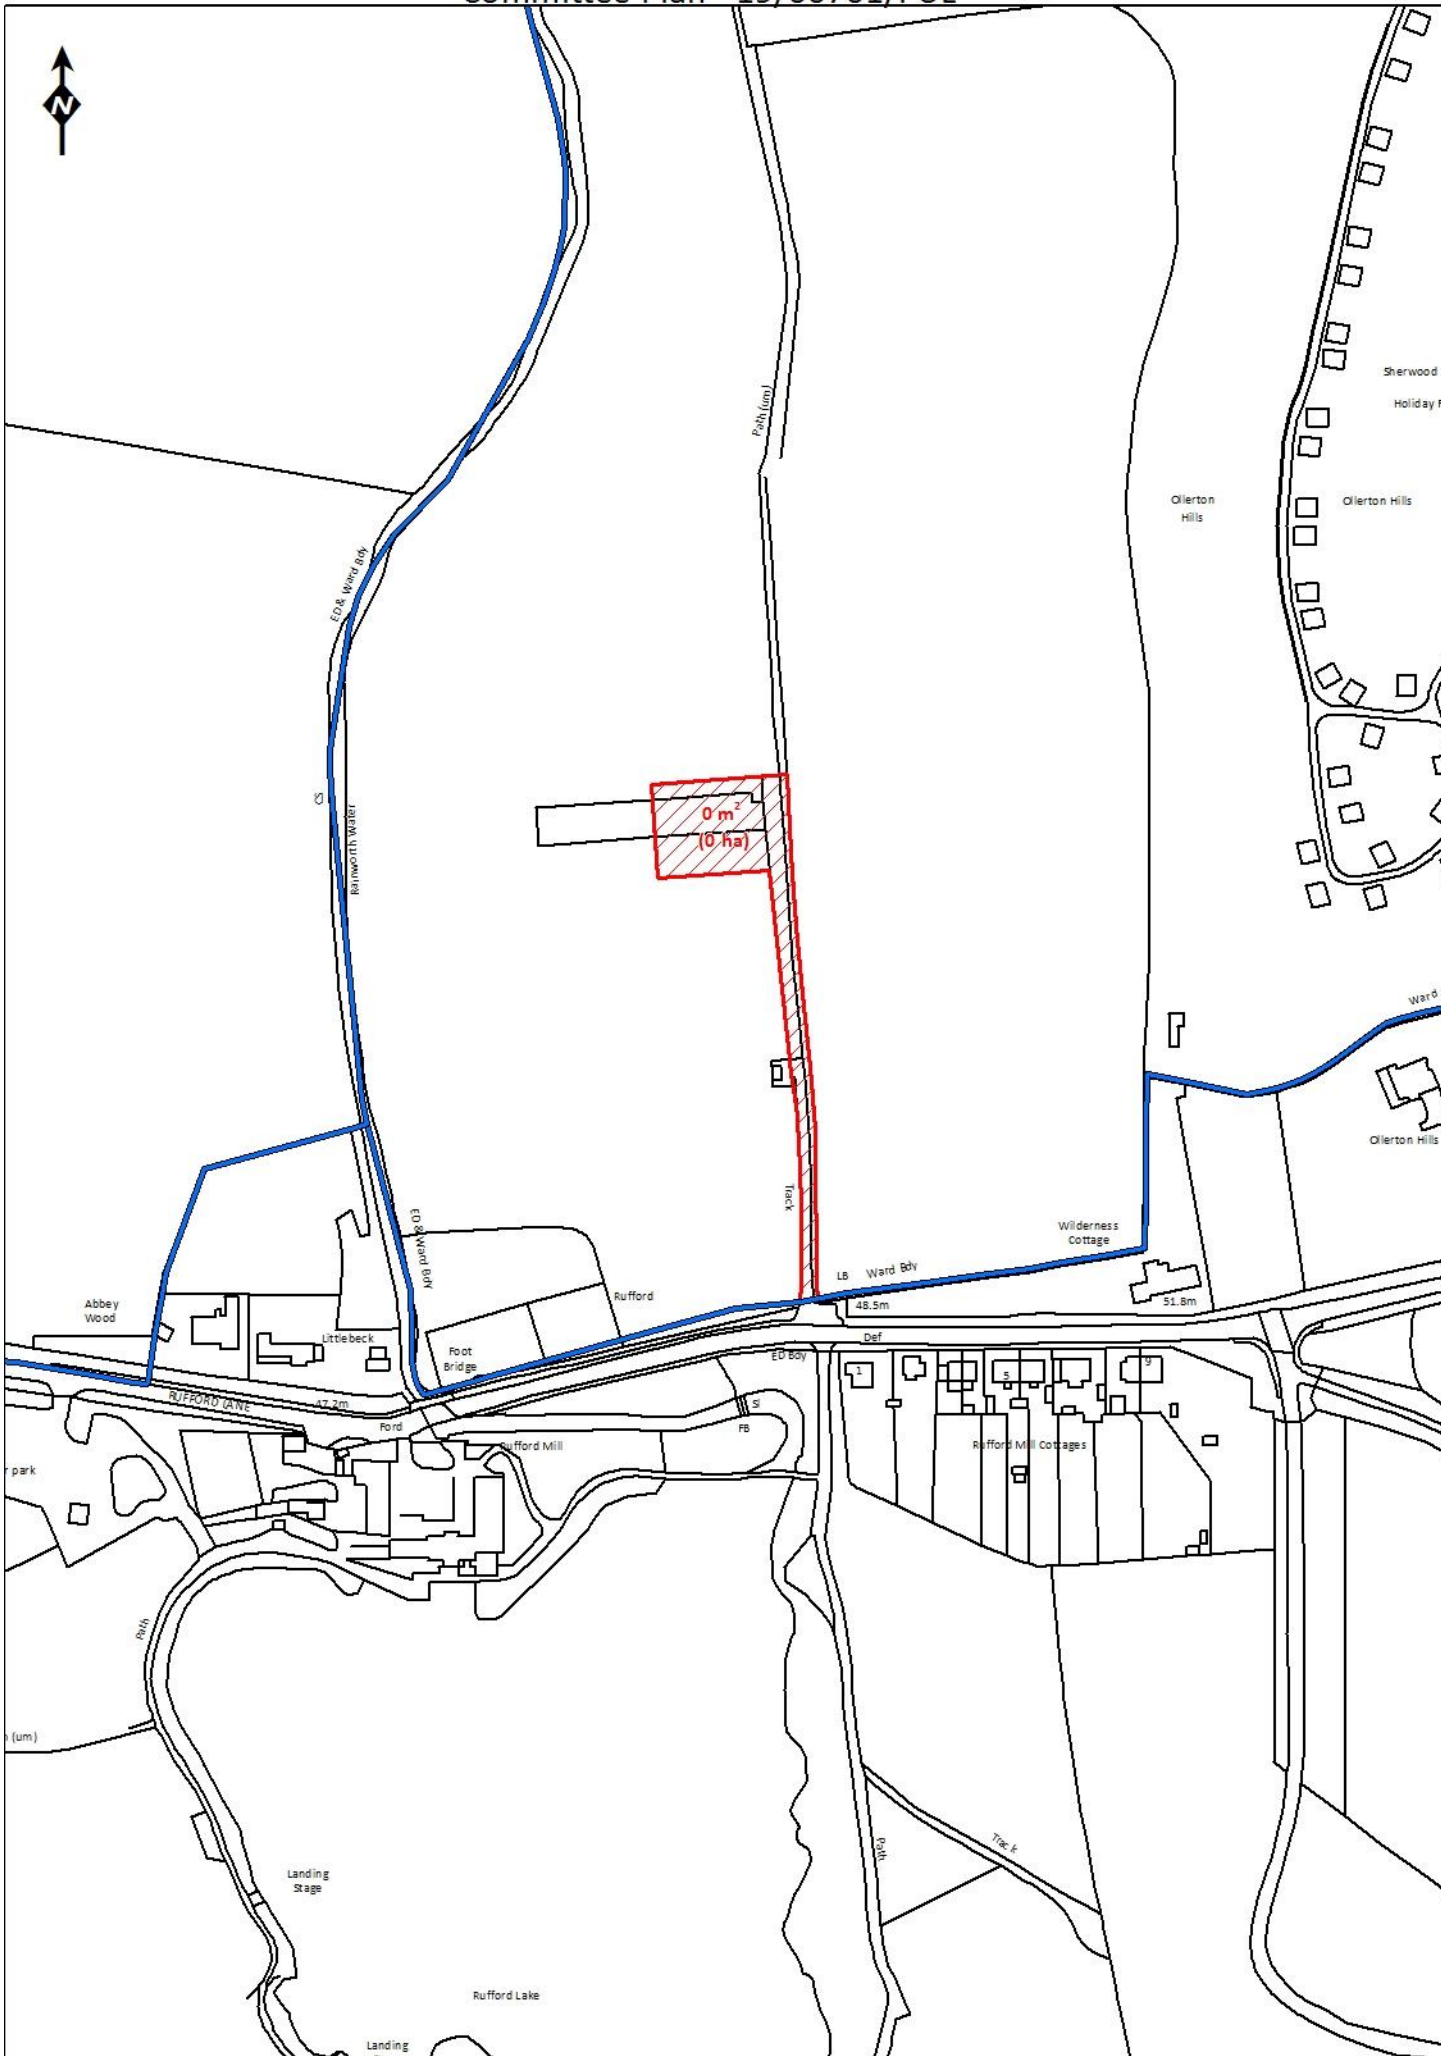 N
Path (um)
Sherwood
Holiday
Ollerton
Hills
Ollerton Hills
ED & Ward Bdy
CS
Rainworth Water
0 m²
(0 ha)
Ward
Ollerton Hills
Track
ED & Ward Bdy
Wilderness
Cottage
LB
Ward Bdy
Rufford
48.5m
51.8m
Abbey
Wood
Littlebeck
Foot
Bridge
Def
ED Bdy
1
5
9
RUFFORD LANE
47.2m
Ford
Sl
FB
Rufford Mill
Rufford Mill Cottages
park
Path
(um)
Track
Path
Landing
Stage
Rufford Lake
Landing